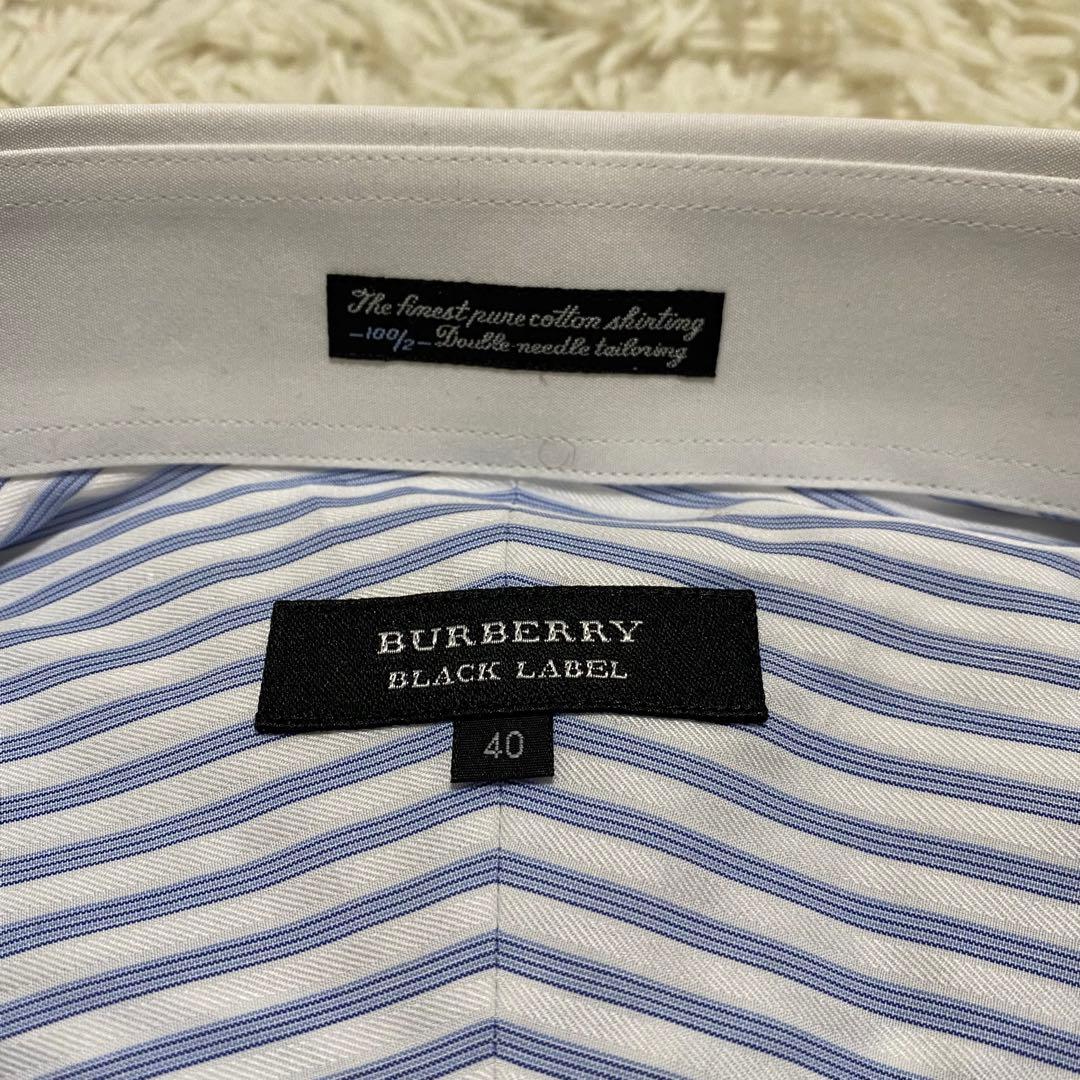 The finest pure cotton shirting
-100/2- Double-needle tailoring
BURBERRY
BLACK LABEL
40